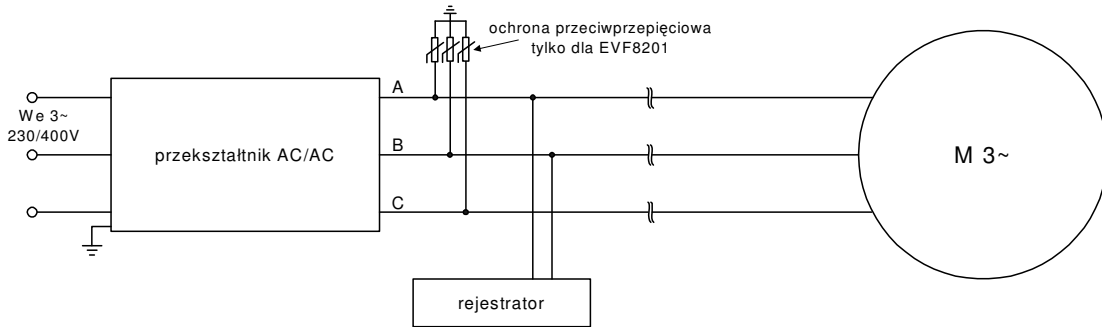 ochrona przeciwprzepięciowa
tylko dla EVF8201
A
We 3~
230/400V
przekształtnik AC/AC
B
M 3~
C
rejestrator